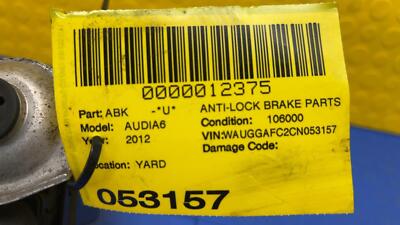 0000012375
Part: ABK -*U* ANTI-LOCK BRAKE PARTS
Model: AUDIA6 Condition: 106000
Year: 2012 VIN:WAUGGAFC2CN053157
Damage Code:
Location: YARD
053157